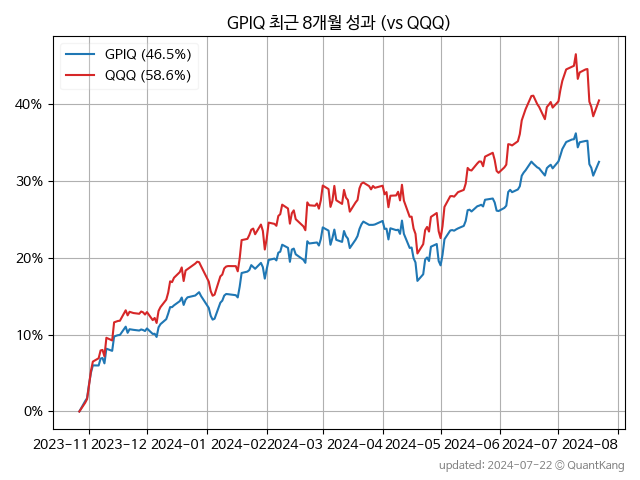 GPIQ 최근 8개월 성과 (vs QQQ)
GPIQ (46.5%)
QQQ (58.6%)
40%
30%
20%
10%
0%
2023-11 2023-12 2024-01 2024-02 2024-03 2024-04 2024-05 2024-06 2024-07 2024-08
updated: 2024-07-22 @ QuantKang